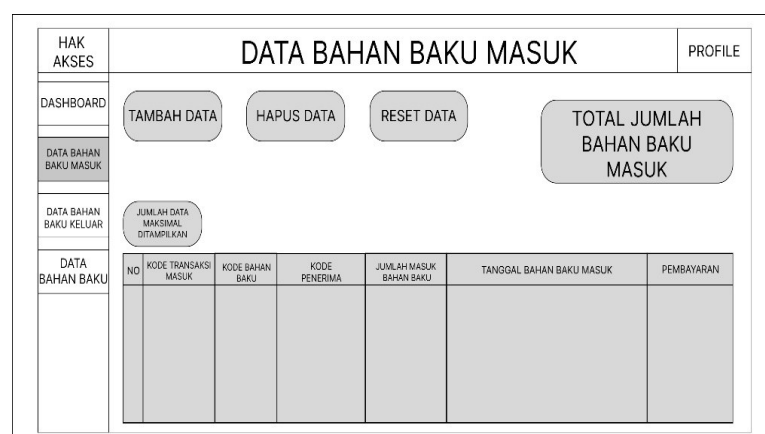 HAK
AKSES
DATA BAHAN BAKU MASUK
PROFILE
DASHBOARD
DATA BAHAN
BAKU MASUK
DATA BAHAN
BAKU KELUAR
DATA
BAHAN BAKU
TAMBAH DATA
HAPUS DATA
RESET DATA
TOTAL JUMLAH
BAHAN BAKU
MASUK
JUMLAH DATA
MAKSIMAL
DITAMPILKAN
NO
KODE TRANSAKSI
MASUK
KODE BAHAN
BAKU
KODE
PENERIMA
JUMLAH MASUK
BAHAN BAKU
TANGGAL BAHAN BAKU MASUK
PEMBAYARAN